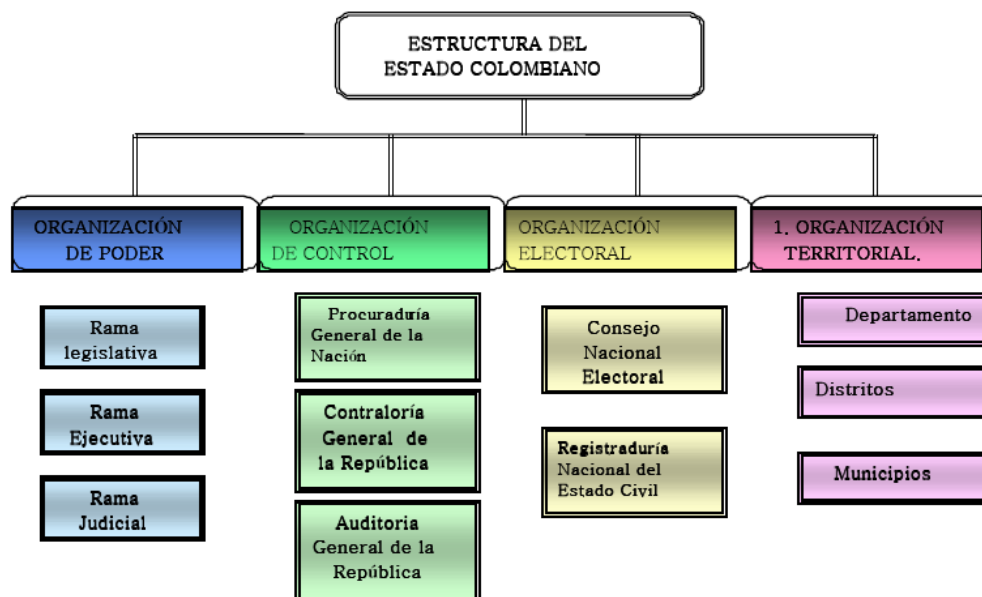 ESTRUCTURA DEL
ESTADO COLOMBIANO
ORGANIZACIÓN
DE PODER
ORGANIZACIÓN
DE CONTROL
ORGANIZACIÓN
ELECTORAL
1. ORGANIZACIÓN
TERRITORIAL.
Rama
legislativa
Rama
Ejecutiva
Rama
Judicial
Procuraduría
General de la
Nación
Contraloría
General de
la República
Auditoria
General de la
República
Consejo
Nacional
Electoral
Registraduría
Nacional del
Estado Civil
Departamento
Distritos
Municipios